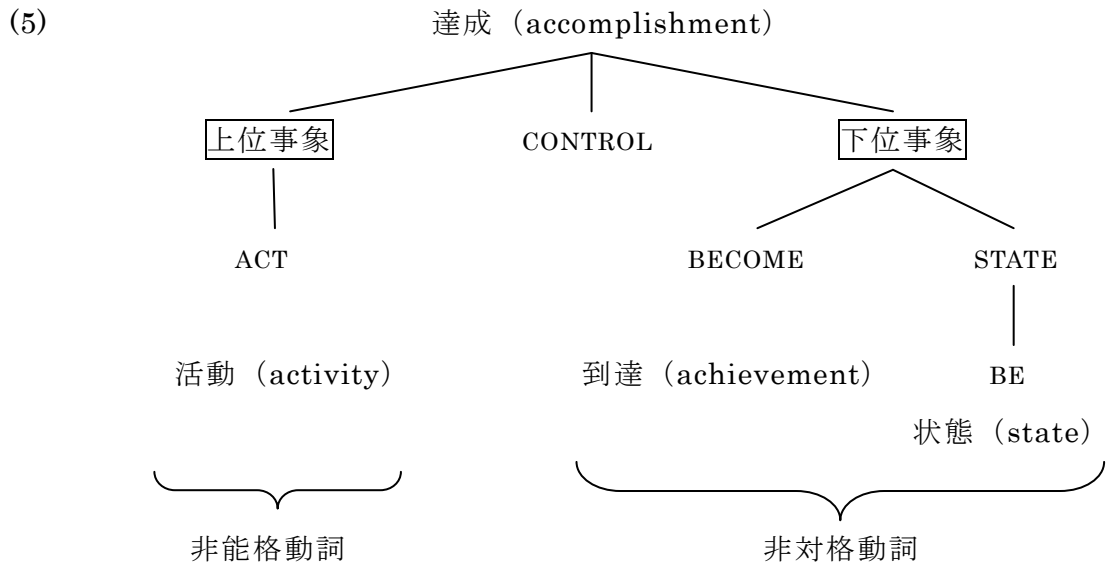 (5) 達成（accomplishment）
上位事象 CONTROL 下位事象
ACT BECOME STATE
活動（activity） 到達（achievement） BE
状態（state）
非能格動詞 非対格動詞